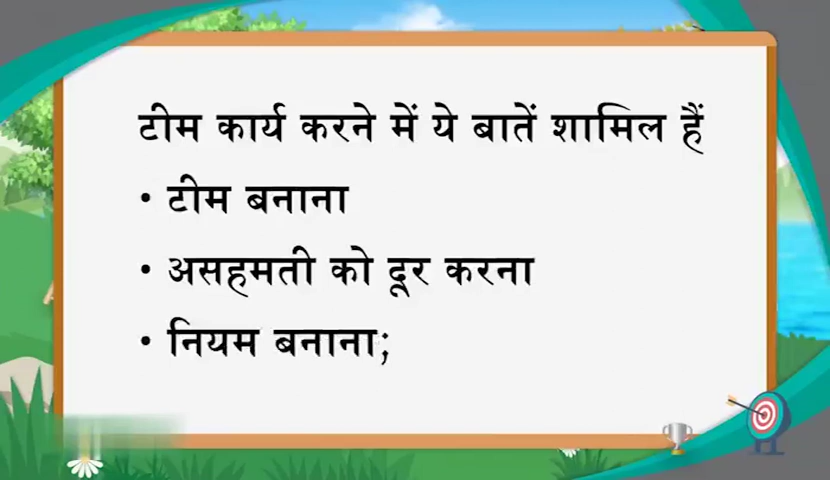 टीम कार्य करने में ये बातें शामिल हैं
• टीम बनाना
• असहमती को दूर करना
• नियम बनाना;